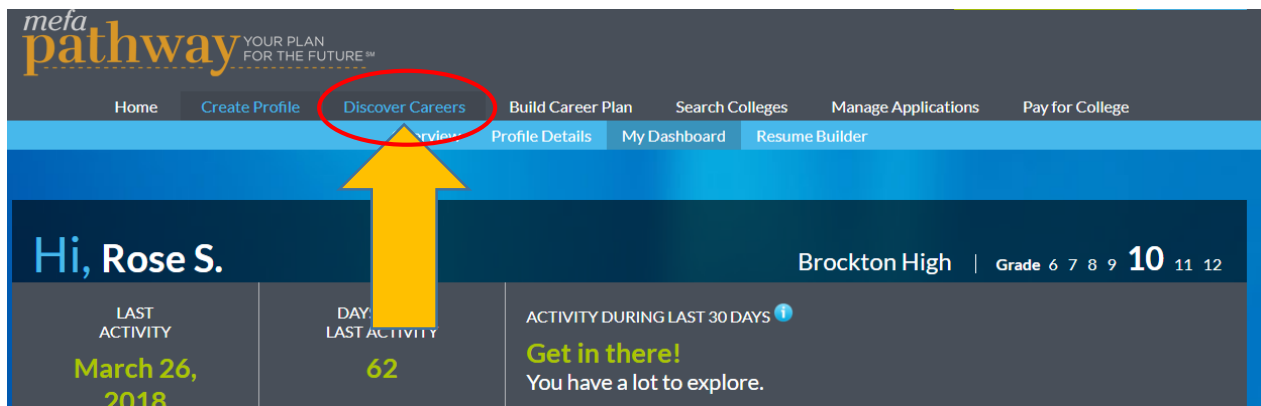 mefa
pathway YOUR PLAN
FOR THE FUTURE℠
Home Create Profile Discover Careers Build Career Plan Search Colleges Manage Applications Pay for College
Profile Details My Dashboard Resume Builder
Hi, Rose S.
Brockton High | Grade 6 7 8 9 10 11 12
LAST
ACTIVITY
March 26,
2018
LAST ACTIVITY
62
ACTIVITY DURING LAST 30 DAYS
Get in there!
You have a lot to explore.